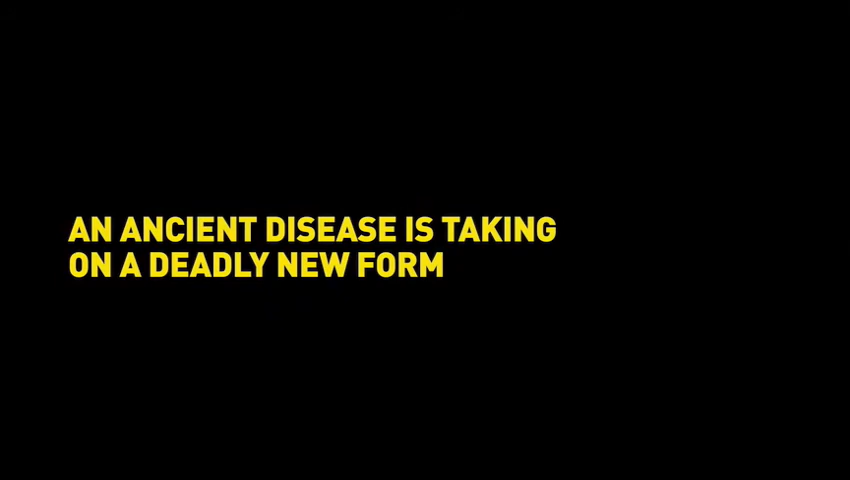 AN ANCIENT DISEASE IS TAKING
ON A DEADLY NEW FORM